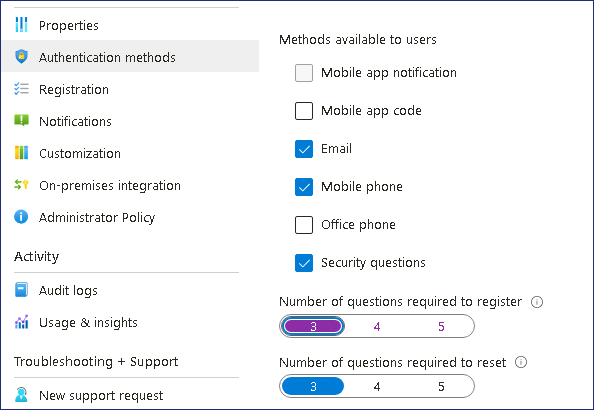 Properties
Authentication methods
Registration
Notifications
Customization
On-premises integration
Administrator Policy
Activity
Audit logs
Usage & insights
Troubleshooting + Support
New support request
Methods available to users
Mobile app notification
Mobile app code
Email
Mobile phone
Office phone
Security questions
Number of questions required to register
3 4 5
Number of questions required to reset
3 4 5